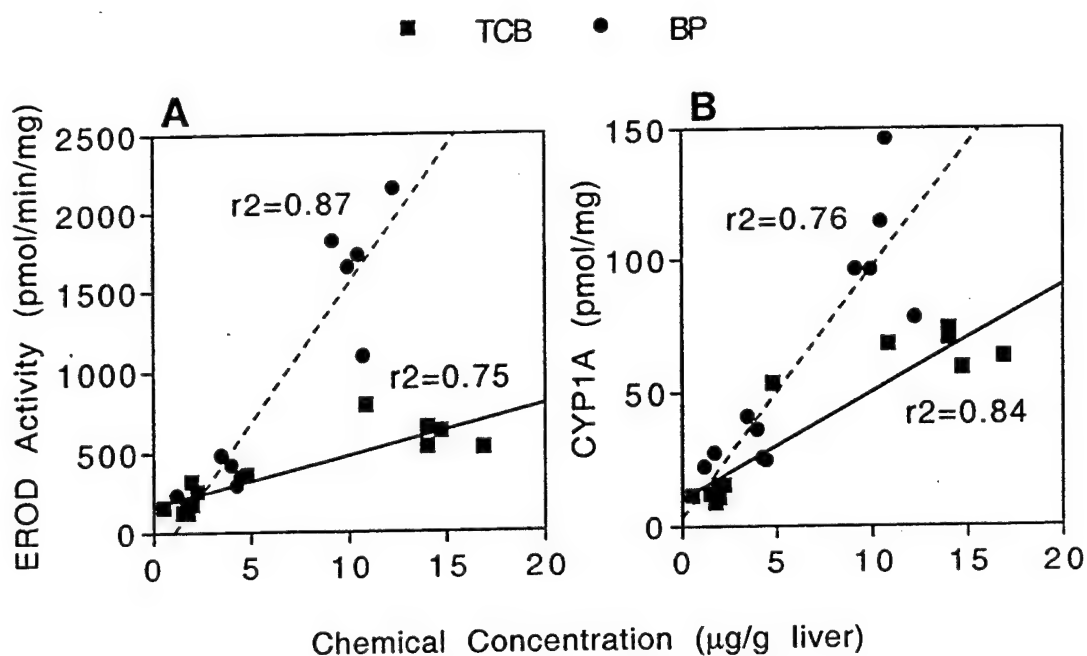 TCB BP
A
B
EROD Activity (pmol/min/mg)
2500
2000
1500
1000
500
0
r2=0.87
r2=0.75
0 5 10 15 20
CYP1A (pmol/mg)
150
100
50
0
r2=0.76
r2=0.84
0 5 10 15 20
Chemical Concentration (μg/g liver)